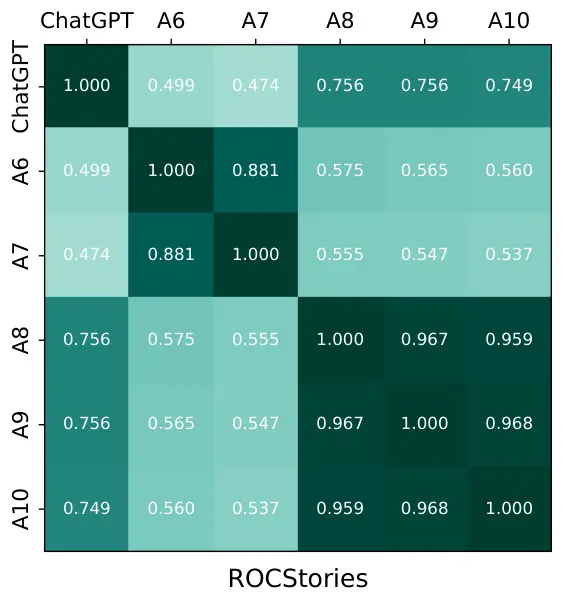 ChatGPT A6 A7 A8 A9 A10
ChatGPT 1.000 0.499 0.474 0.756 0.756 0.749
A6 0.499 1.000 0.881 0.575 0.565 0.560
A7 0.474 0.881 1.000 0.555 0.547 0.537
A8 0.756 0.575 0.555 1.000 0.967 0.959
A9 0.756 0.565 0.547 0.967 1.000 0.968
A10 0.749 0.560 0.537 0.959 0.968 1.000
ROCStories